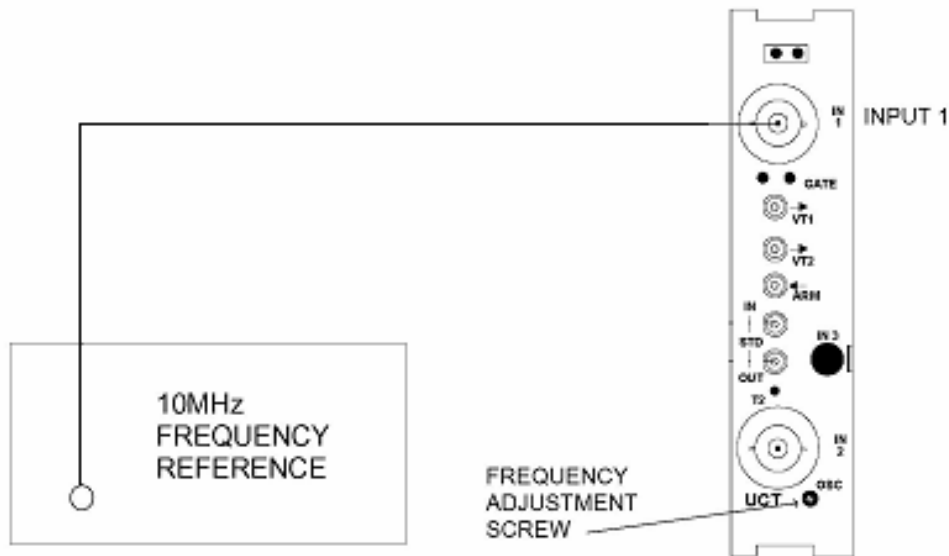 IN
1
INPUT 1
GATE
VT1
VT2
ARM
IN
STD
IN 3
OUT
T2
10MHz
FREQUENCY
REFERENCE
IN
2
FREQUENCY
ADJUSTMENT
SCREW
OSC
UCT